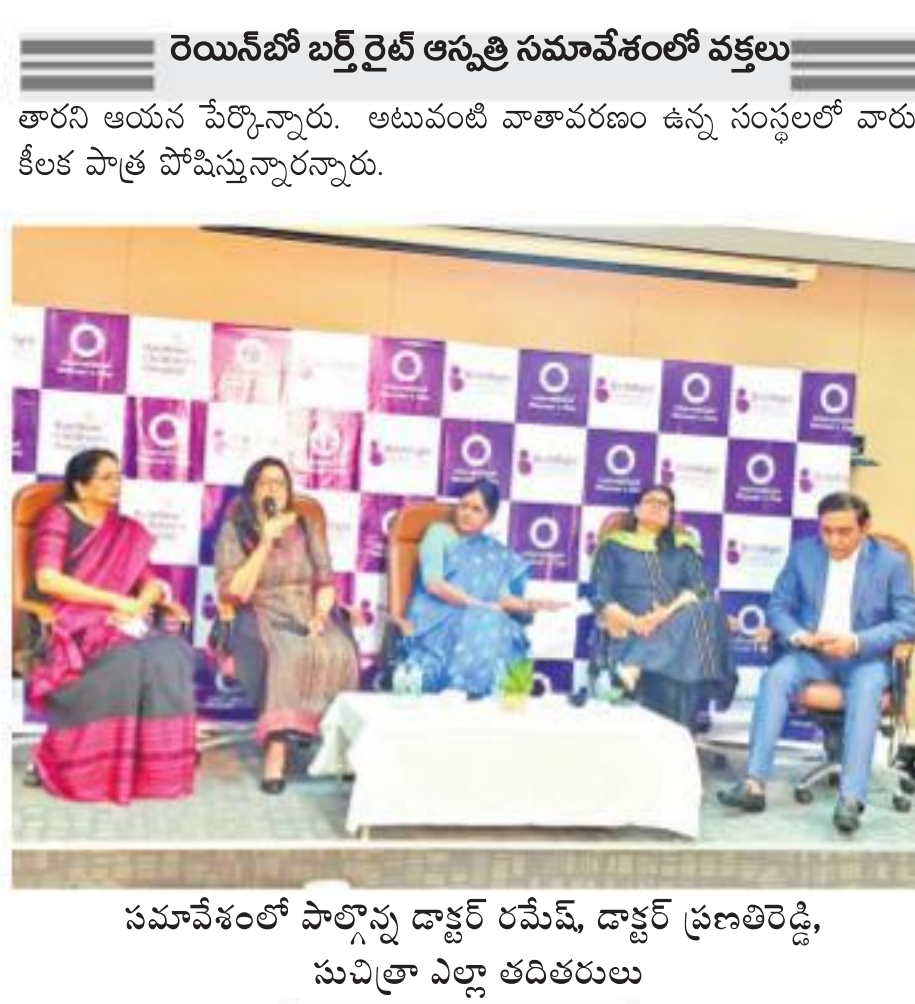 రెయిన్‌బో బర్త్ రైట్ ఆస్పత్రి సమావేశంలో వక్తలు
తారని ఆయన పేర్కొన్నారు. అటువంటి వాతావరణం ఉన్న సంస్థలలో వారు
కీలక పాత్ర పోషిస్తున్నారన్నారు.
సమావేశంలో పాల్గొన్న డాక్టర్ రమేష్, డాక్టర్ ప్రణతిరెడ్డి,
సుచిత్రా ఎల్లా తదితరులు